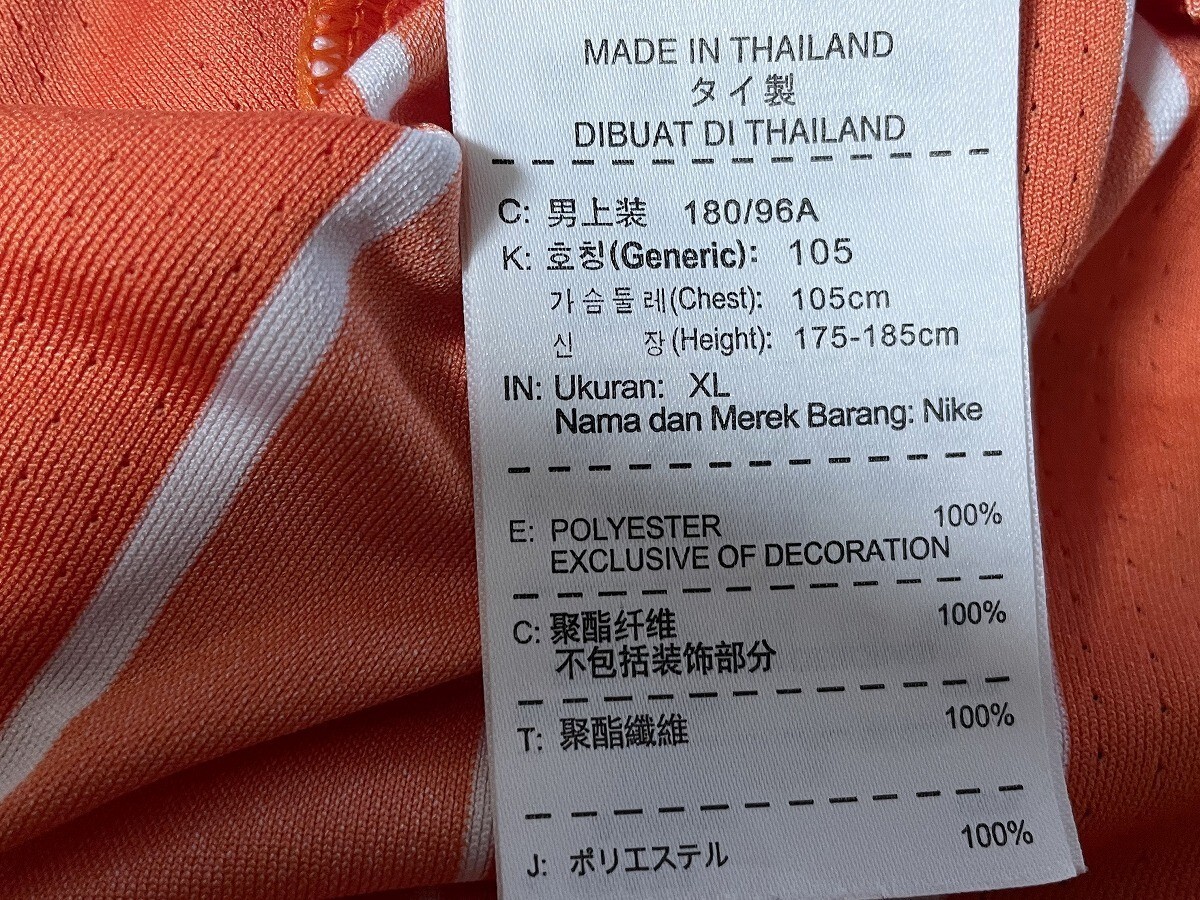 MADE IN THAILAND
タイ製
DIBUAT DI THAILAND
C: 男上装 180/96A
K: 호칭(Generic): 105
가슴둘레(Chest): 105cm
신 장(Height): 175-185cm
IN: Ukuran: XL
Nama dan Merek Barang: Nike
E: POLYESTER 100%
EXCLUSIVE OF DECORATION
C: 聚酯纤维 100%
不包括装饰部分
T: 聚酯纖維 100%
J: ポリエステル 100%